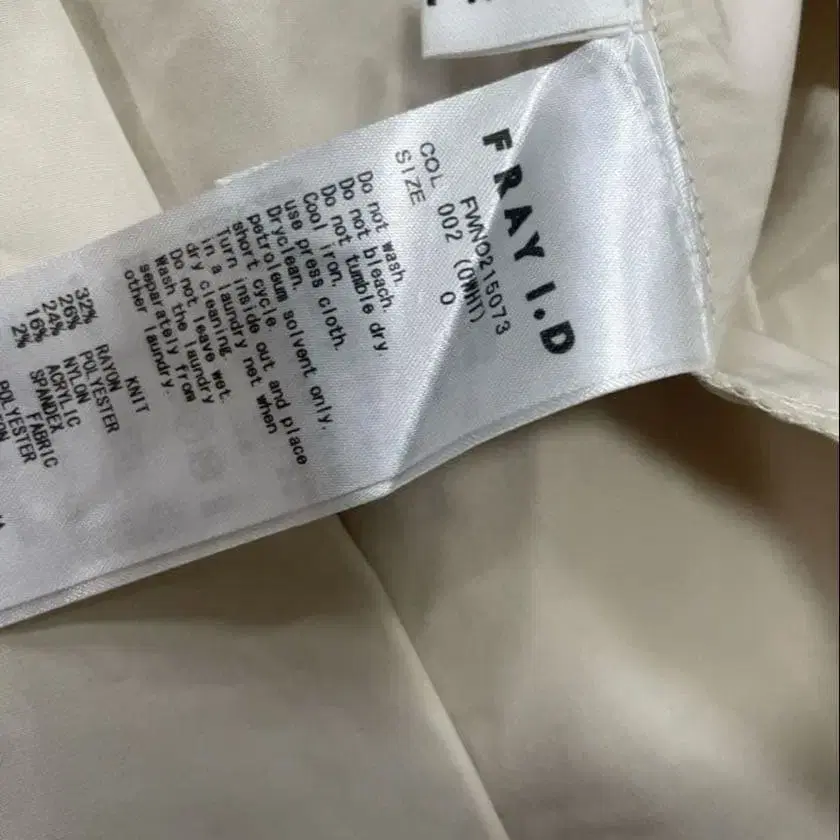 FRAY I.D
FWNO215073
COL 002 (OWHT)
SIZE 0
Do not wash.
Do not bleach.
Do not tumble dry
Cool iron.
use press cloth.
Dryclean.
petroleum solvent only.
short cycle.
Turn inside out and place
in a laundry net when
dry cleaning.
Do not leave wet.
Wash the laundry
separately from
other laundry.
KNIT
32% RAYON
26% POLYESTER
24% NYLON
16% ACRYLIC
2% SPANDEX
FABRIC
POLYESTER